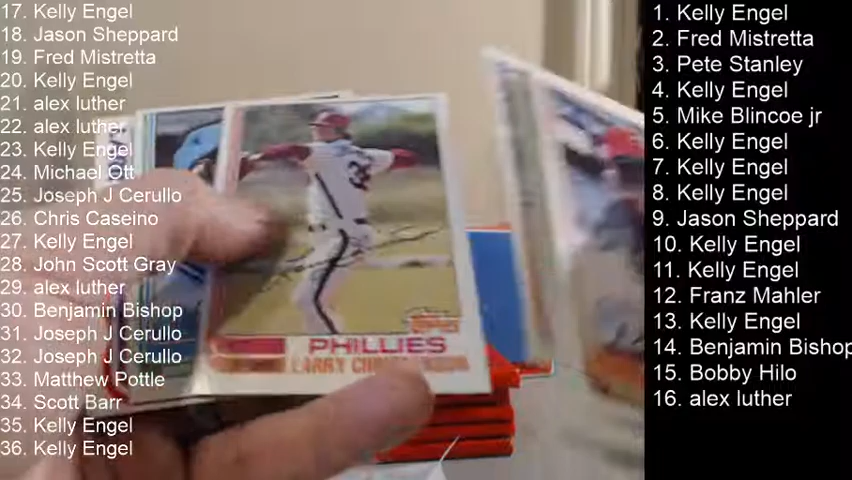 17. Kelly Engel
18. Jason Sheppard
19. Fred Mistretta
20. Kelly Engel
21. alex luther
22. alex luther
23. Kelly Engel
24. Michael Ott
25. Joseph J Cerullo
26. Chris Caseino
27. Kelly Engel
28. John Scott Gray
29. alex luther
30. Benjamin Bishop
31. Joseph J Cerullo
32. Joseph J Cerullo
33. Matthew Pottle
34. Scott Barr
35. Kelly Engel
36. Kelly Engel
1. Kelly Engel
2. Fred Mistretta
3. Pete Stanley
4. Kelly Engel
5. Mike Blincoe jr
6. Kelly Engel
7. Kelly Engel
8. Kelly Engel
9. Jason Sheppard
10. Kelly Engel
11. Kelly Engel
12. Franz Mahler
13. Kelly Engel
14. Benjamin Bishop
15. Bobby Hilo
16. alex luther
TOPPS
PHILLIES
LARRY